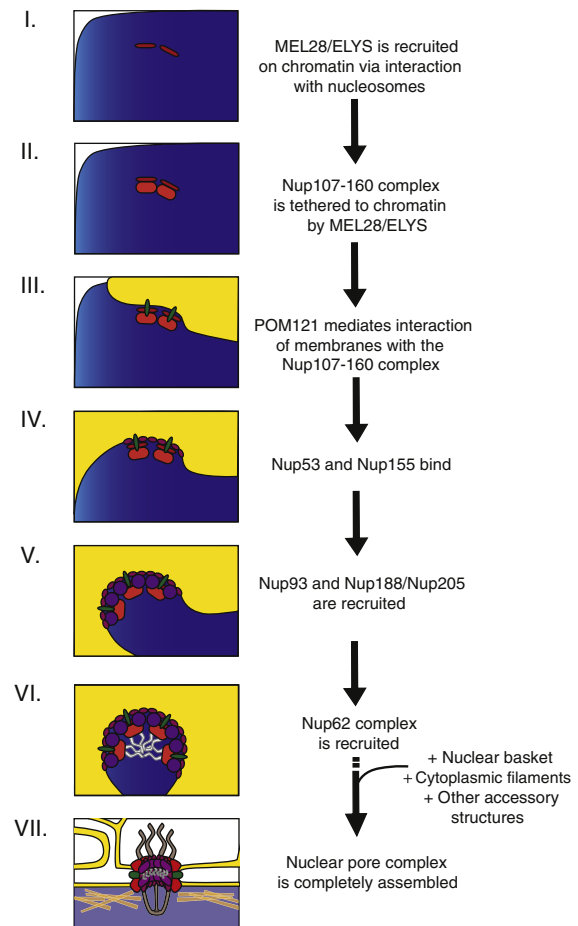 I.
MEL28/ELYS is recruited
on chromatin via interaction
with nucleosomes
II.
Nup107-160 complex
is tethered to chromatin
by MEL28/ELYS
III.
POM121 mediates interaction
of membranes with the
Nup107-160 complex
IV.
Nup53 and Nup155 bind
V.
Nup93 and Nup188/Nup205
are recruited
VI.
Nup62 complex
is recruited
+ Nuclear basket
+ Cytoplasmic filaments
+ Other accessory
structures
VII.
Nuclear pore complex
is completely assembled